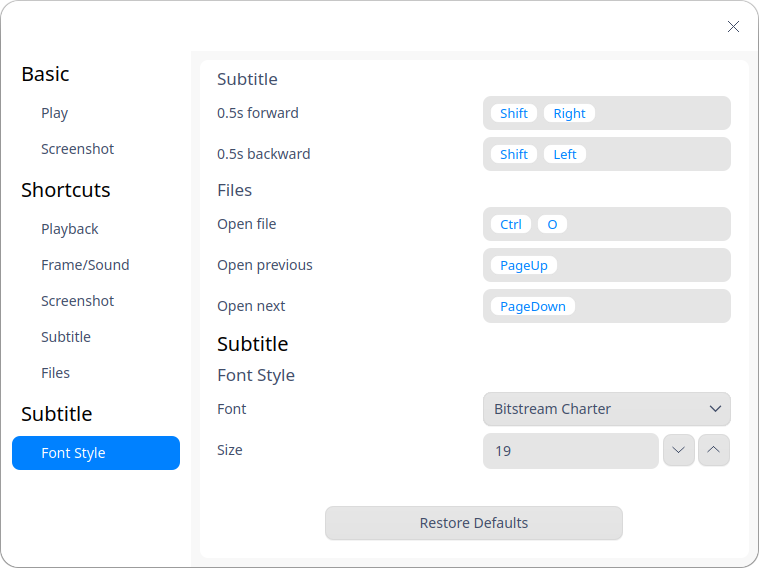 Basic
Play
Screenshot
Shortcuts
Playback
Frame/Sound
Screenshot
Subtitle
Files
Subtitle
Font Style
Subtitle
0.5s forward Shift Right
0.5s backward Shift Left
Files
Open file Ctrl O
Open previous PageUp
Open next PageDown
Subtitle
Font Style
Font Bitstream Charter
Size 19
Restore Defaults